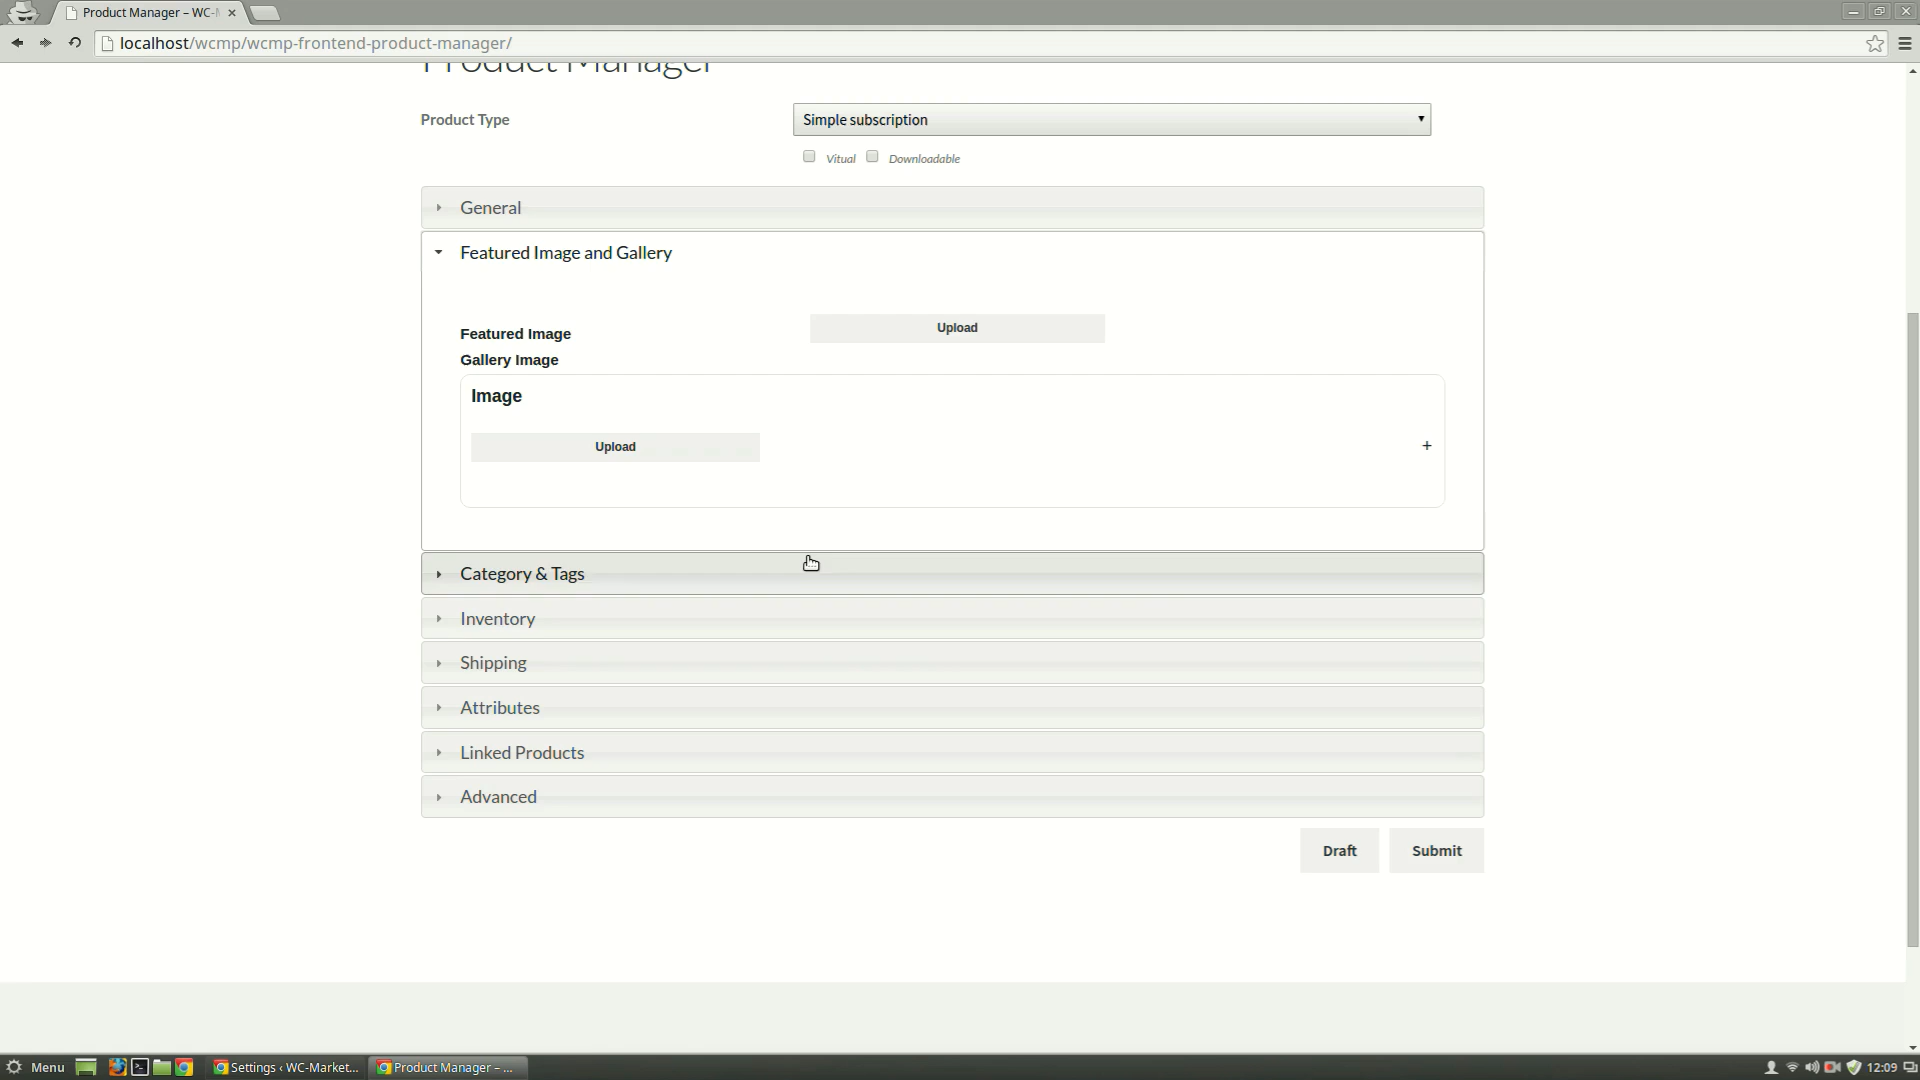 Product Manager – WC-
localhost/wcmp/wcmp-frontend-product-manager/
Product Manager
Product Type
Simple subscription
Vitual Downloadable
General
Featured Image and Gallery
Featured Image
Upload
Gallery Image
Image
Upload
+
Category & Tags
Inventory
Shipping
Attributes
Linked Products
Advanced
Draft Submit
Menu Settings ‹ WC-Market... Product Manager – ... 12:09